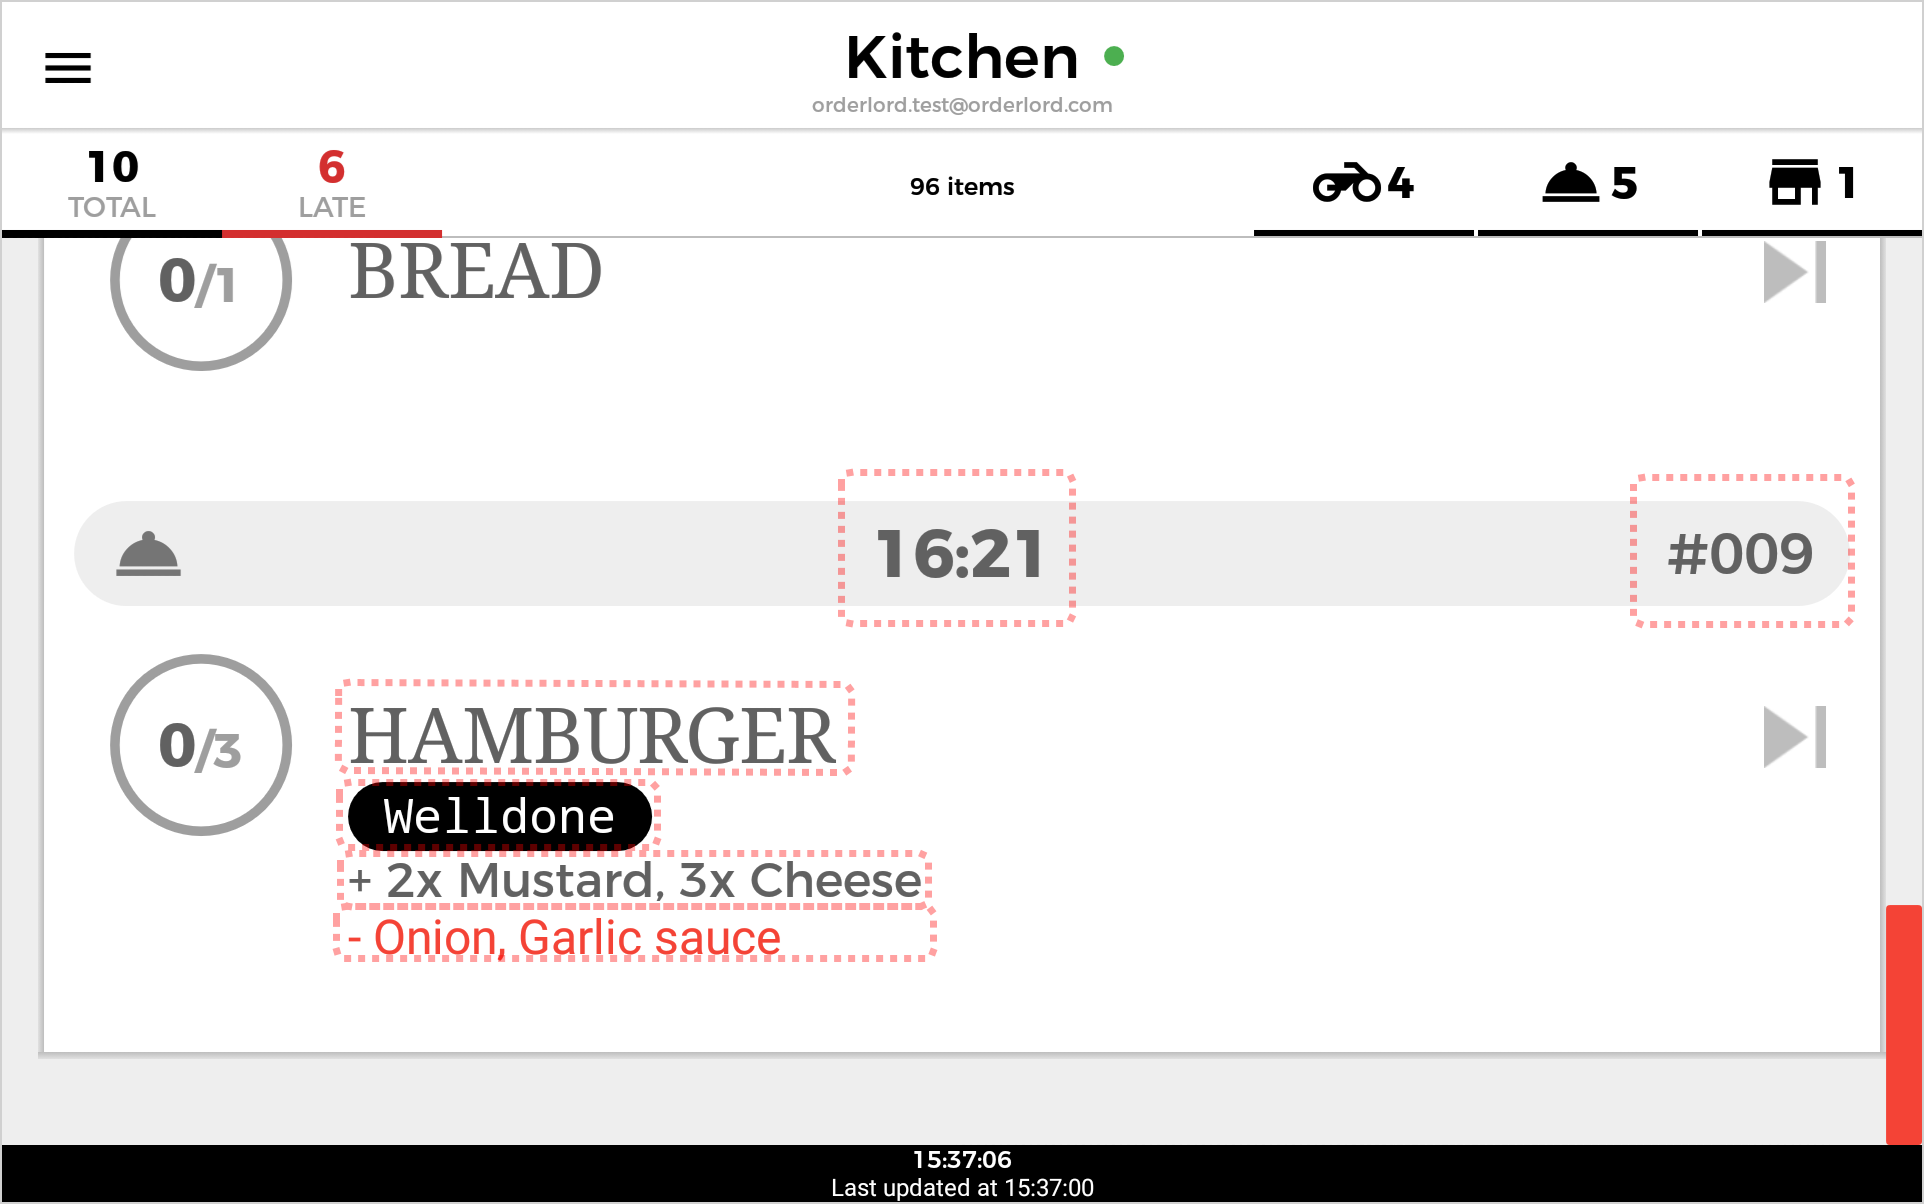 Kitchen
orderlord.test@orderlord.com
10
TOTAL
6
LATE
96 items
4
5
1
0/1
BREAD
16:21
#009
0/3
HAMBURGER
Welldone
+ 2x Mustard, 3x Cheese
- Onion, Garlic sauce
15:37:06
Last updated at 15:37:00